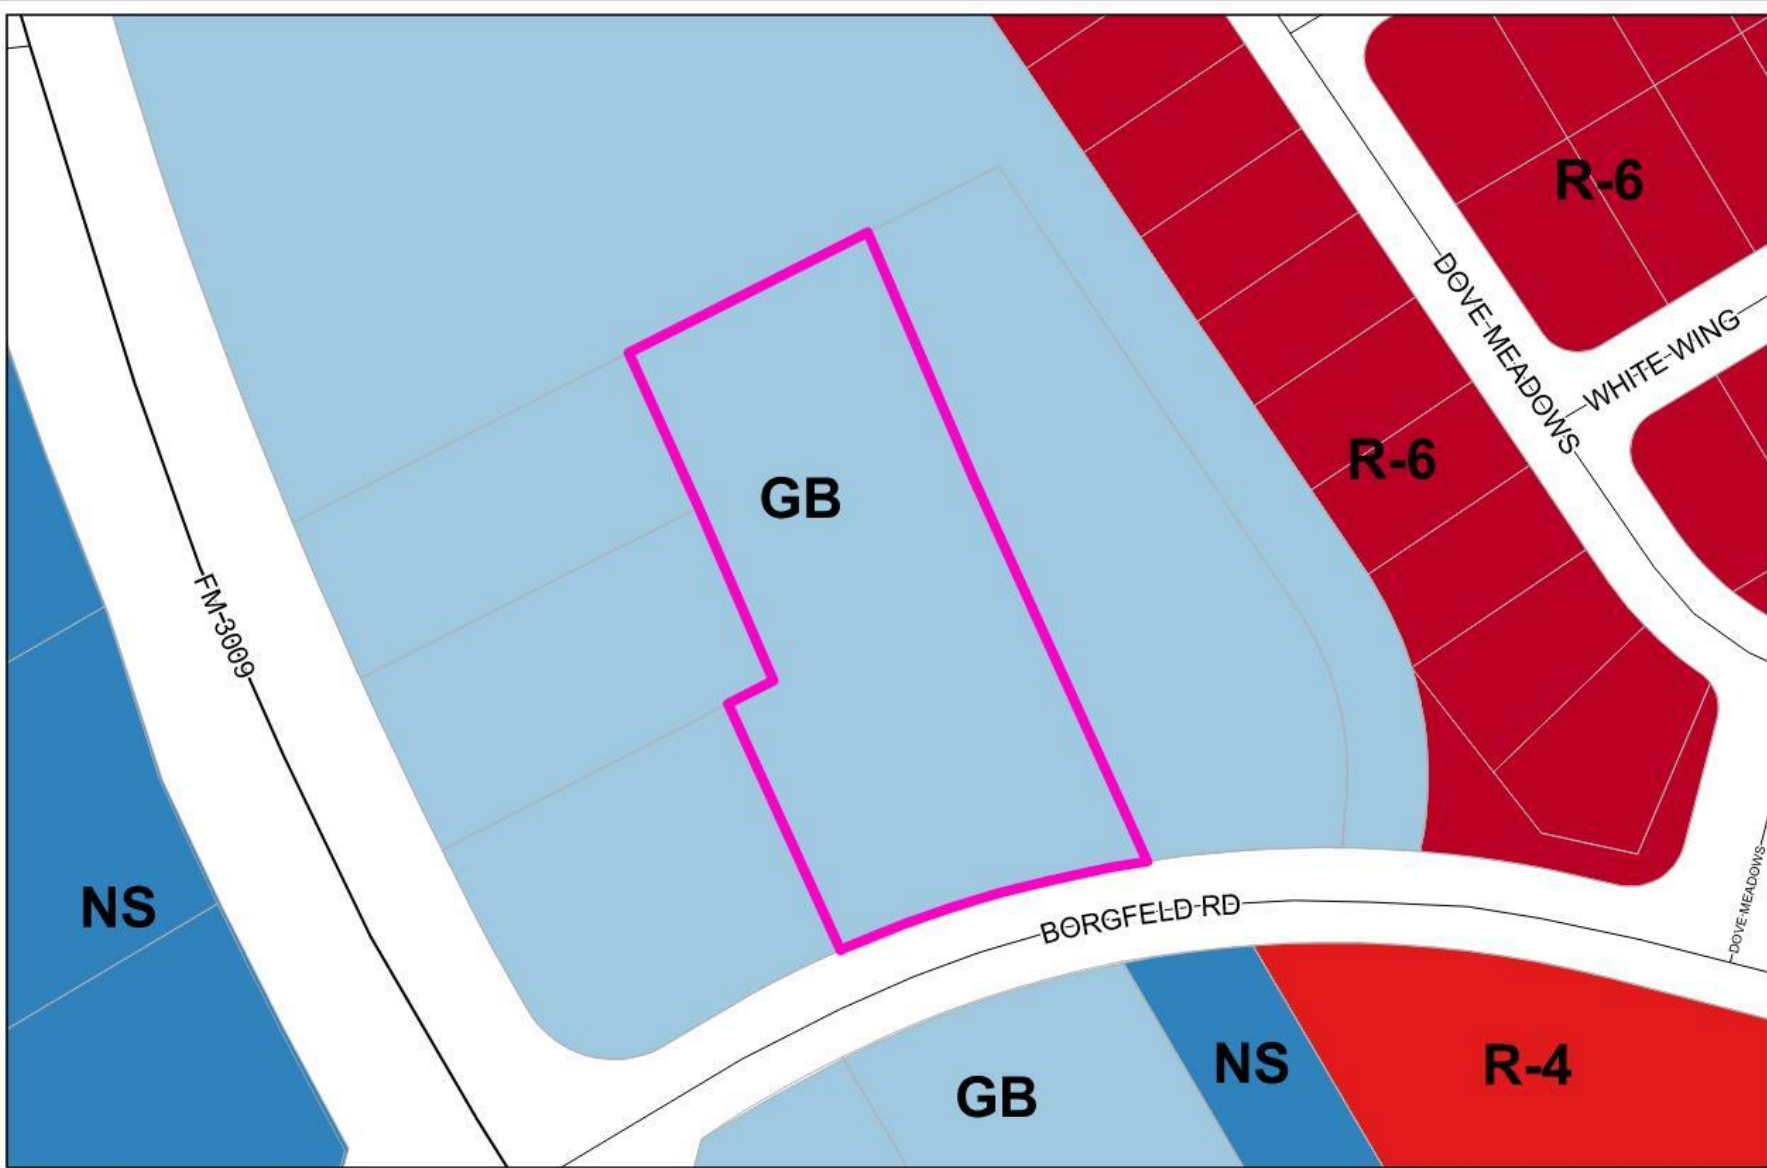 R-6
DOVE MEADOWS
WHITE WING
R-6
GB
FM 3009
NS
BORGFELD RD
DOVE MEADOWS
GB
NS
R-4